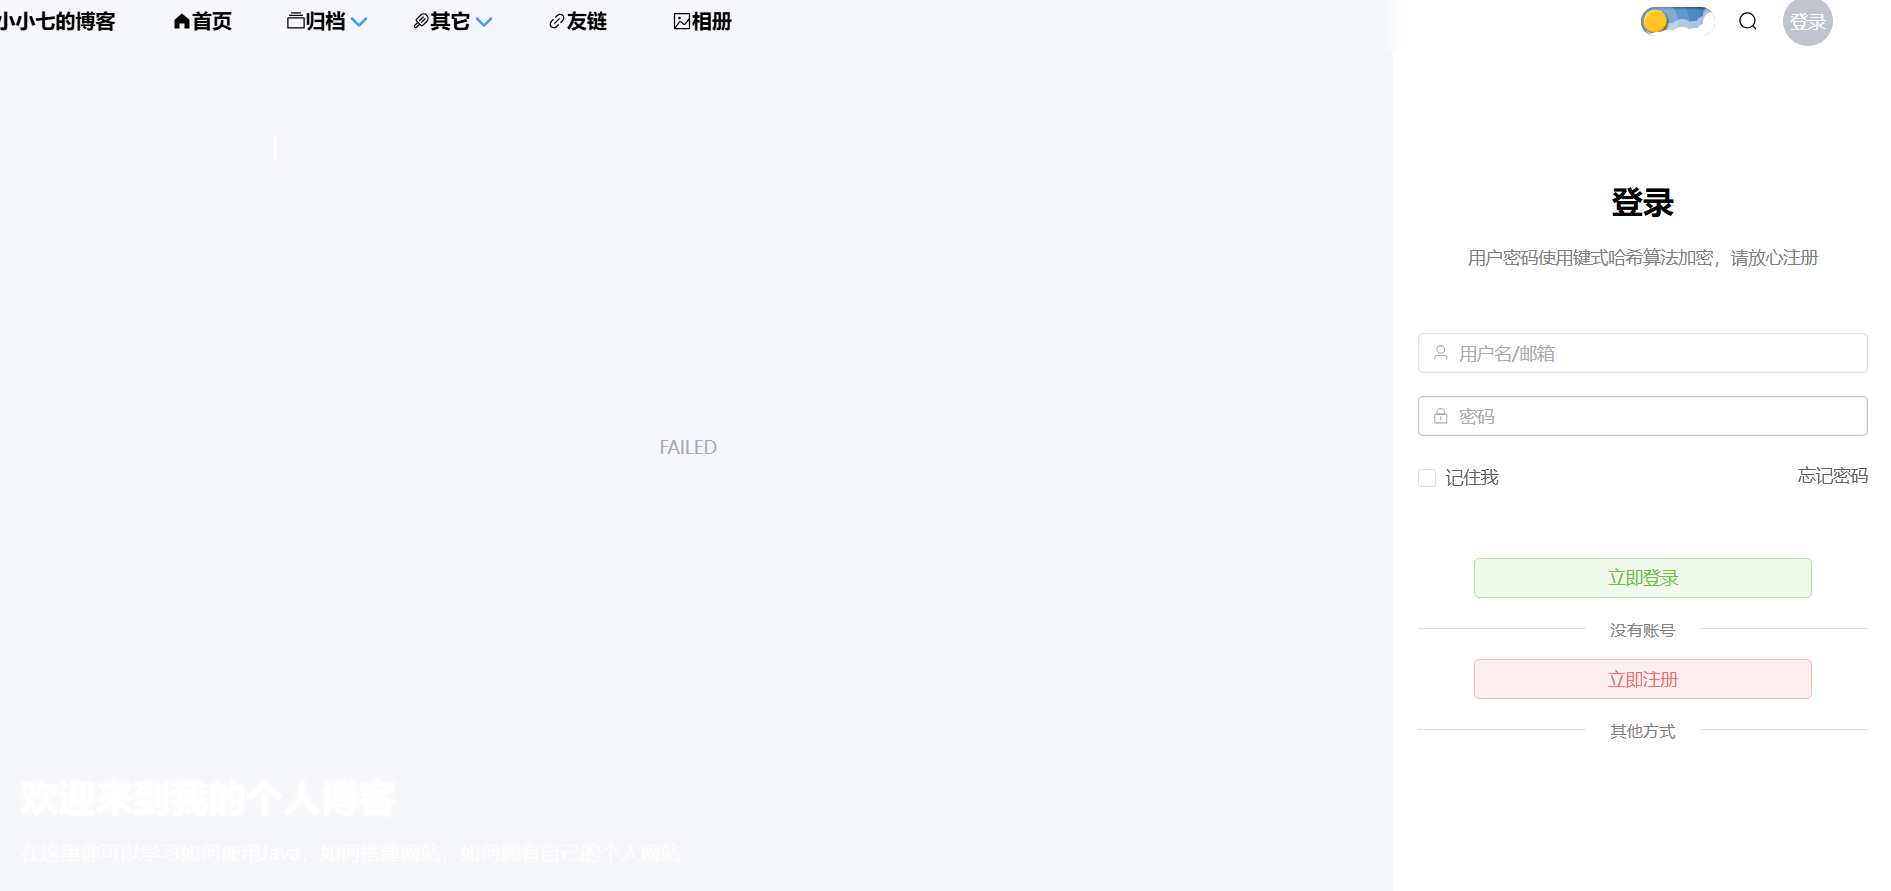 小小七的博客 首页 归档 其它 友链 相册 登录
登录
用户密码使用键式哈希算法加密，请放心注册
用户名/邮箱
密码
记住我 忘记密码
FAILED
立即登录
没有账号
立即注册
其他方式
欢迎来到我的个人博客
在这里你可以学习如何使用Java，如何搭建网站，如何拥有自己的个人网站